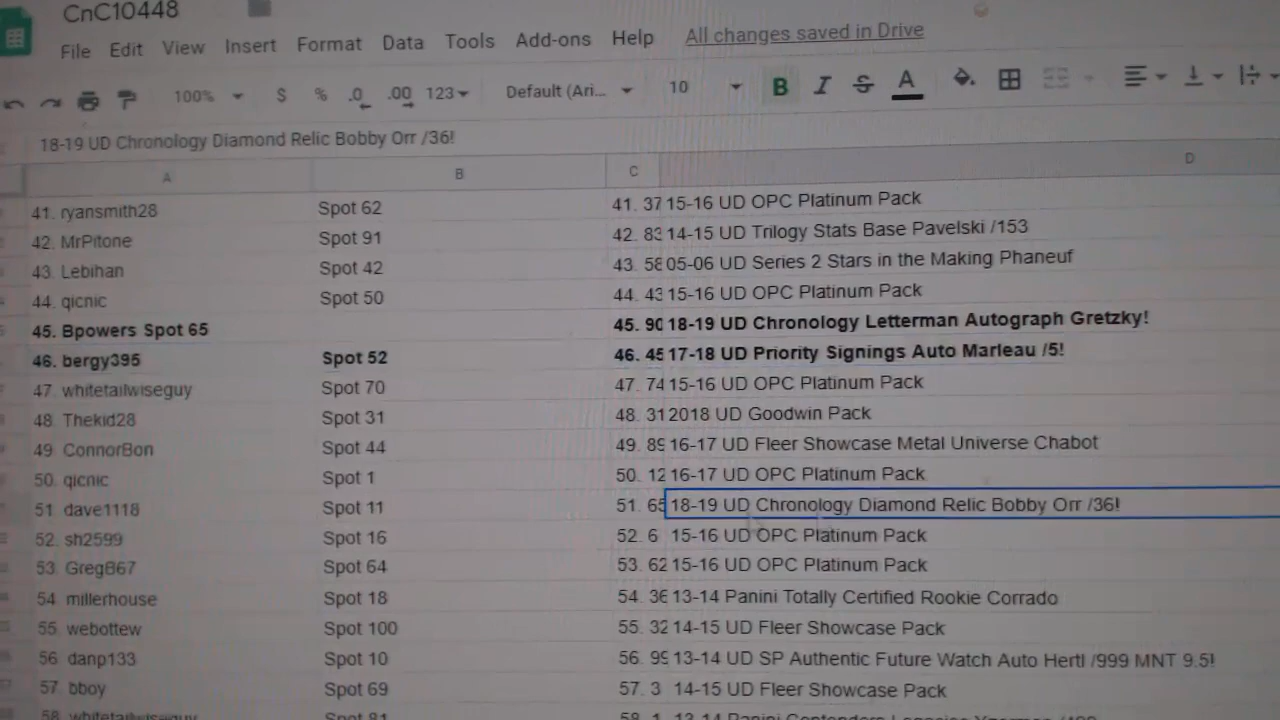 CnC10448
File Edit View Insert Format Data Tools Add-ons Help All changes saved in Drive
100% $ % .0 .00 123 Default (Ari... 10 B I S A
18-19 UD Chronology Diamond Relic Bobby Orr /36!
A B C D
41. ryansmith28 Spot 62 41. 37 15-16 UD OPC Platinum Pack
42. MrPitone Spot 91 42. 83 14-15 UD Trilogy Stats Base Pavelski /153
43. Lebihan Spot 42 43. 58 05-06 UD Series 2 Stars in the Making Phaneuf
44. qicnic Spot 50 44. 43 15-16 UD OPC Platinum Pack
45. Bpowers Spot 65 45. 90 18-19 UD Chronology Letterman Autograph Gretzky!
46. bergy395 Spot 52 46. 45 17-18 UD Priority Signings Auto Marleau /5!
47. whitetailwiseguy Spot 70 47. 74 15-16 UD OPC Platinum Pack
48. Thekid28 Spot 31 48. 31 2018 UD Goodwin Pack
49 ConnorBon Spot 44 49. 89 16-17 UD Fleer Showcase Metal Universe Chabot
50. qicnic Spot 1 50. 12 16-17 UD OPC Platinum Pack
51 dave1118 Spot 11 51. 65 18-19 UD Chronology Diamond Relic Bobby Orr /36!
52. sh2599 Spot 16 52. 6 15-16 UD OPC Platinum Pack
53. GregB67 Spot 64 53. 62 15-16 UD OPC Platinum Pack
54. millerhouse Spot 18 54. 36 13-14 Panini Totally Certified Rookie Corrado
55. webottew Spot 100 55. 32 14-15 UD Fleer Showcase Pack
56. danp133 Spot 10 56. 99 13-14 UD SP Authentic Future Watch Auto Hertl /999 MNT 9.5!
57. bboy Spot 69 57. 3 14-15 UD Fleer Showcase Pack
58. whitetailwiseguy Spot 81 58. 1 13-14 Panini Contenders